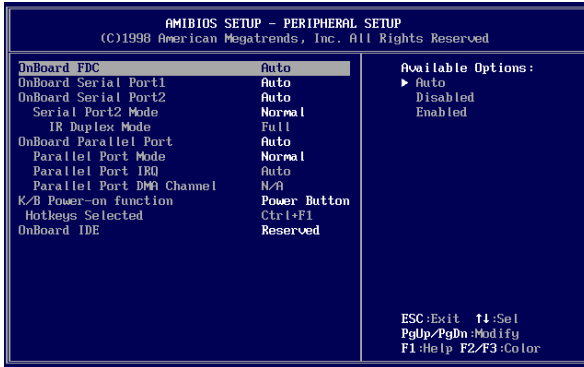 AMIBIOS SETUP - PERIPHERAL SETUP
(C)1998 American Megatrends, Inc. All Rights Reserved
OnBoard FDC Auto
OnBoard Serial Port1 Auto
OnBoard Serial Port2 Auto
Serial Port2 Mode Normal
IR Duplex Mode Full
OnBoard Parallel Port Auto
Parallel Port Mode Normal
Parallel Port IRQ Auto
Parallel Port DMA Channel N/A
K/B Power-on function Power Button
Hotkeys Selected Ctrl+F1
OnBoard IDE Reserved
Available Options:
▶ Auto
Disabled
Enabled
ESC:Exit ↑↓:Sel
PgUp/PgDn:Modify
F1:Help F2/F3:Color